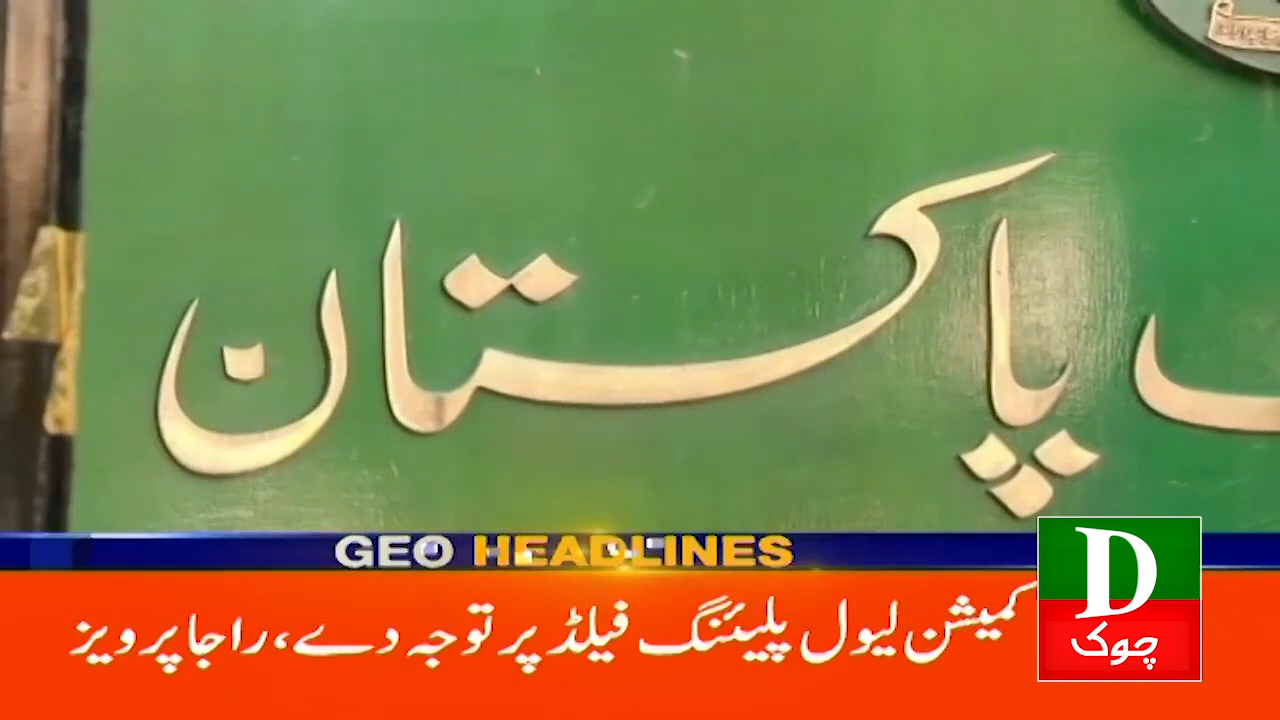 پاکستان
GEO HEADLINES
کمیشن لیول پلیئنگ فیلڈ پر توجہ دے، راجا پرویز
D
چوک